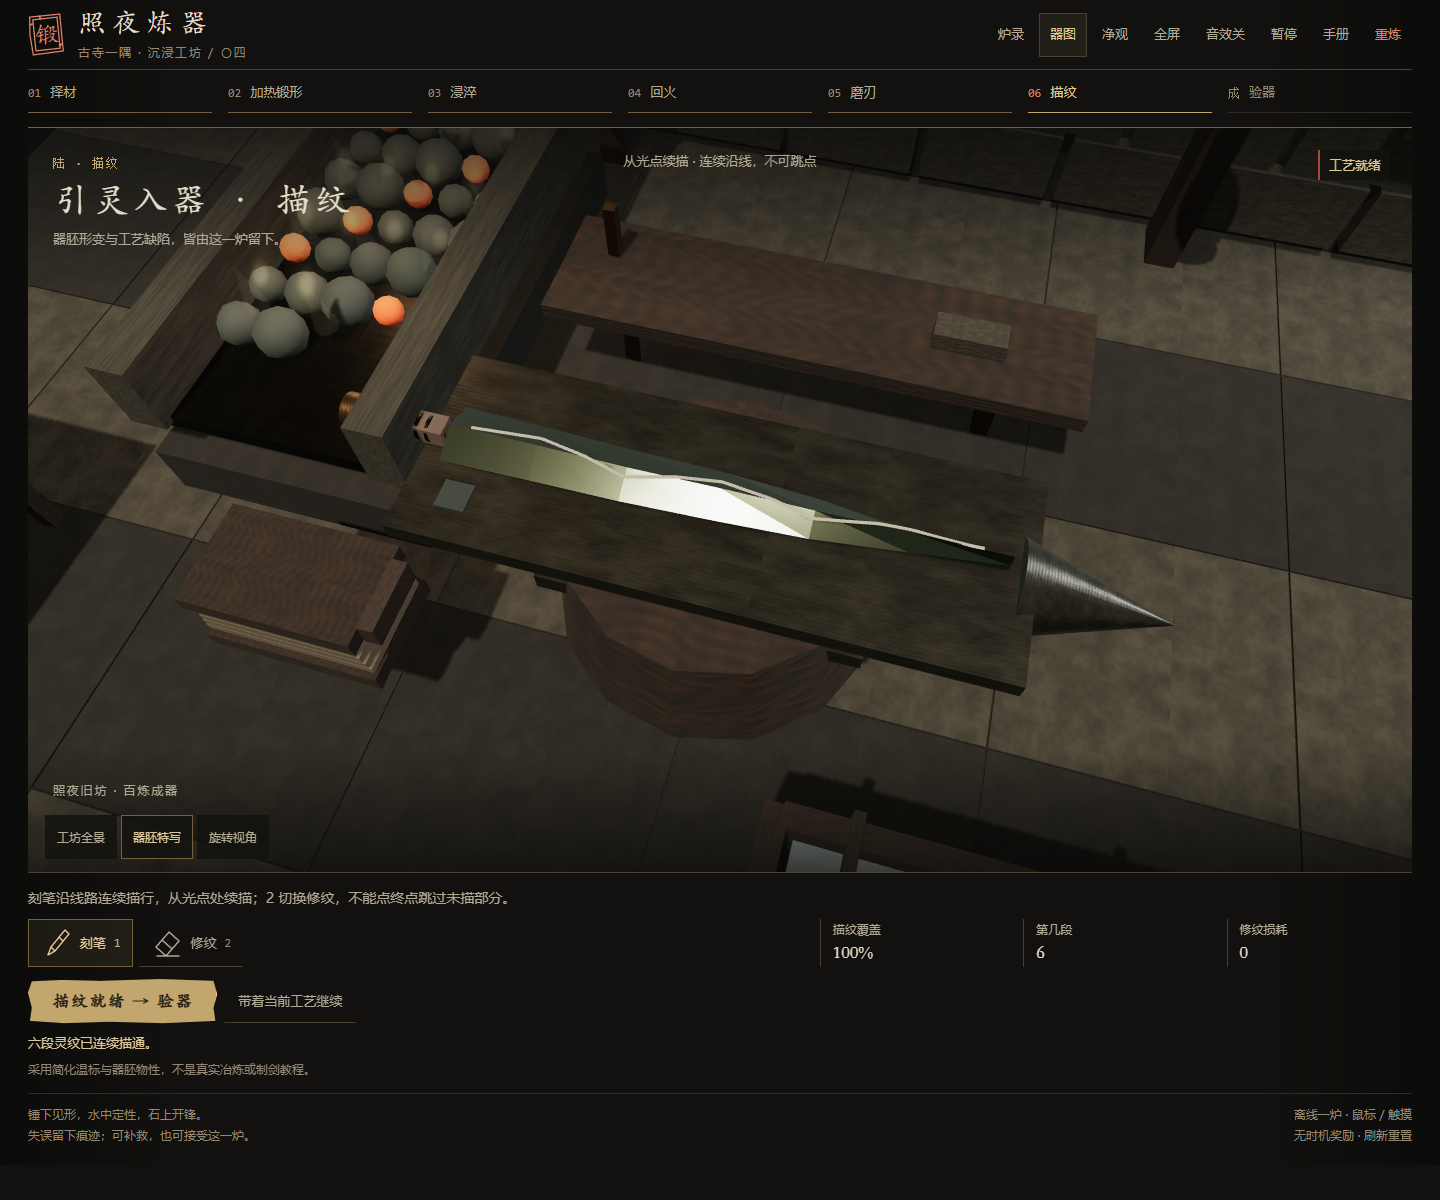 锻
照夜炼器
古寺一隅 · 沉浸工坊 / 〇四
炉录 器图 净观 全屏 音效关 暂停 手册 重炼
01 择材 02 加热锻形 03 浸淬 04 回火 05 磨刃 06 描纹 成 验器
陆 · 描纹
从光点续描 · 连续沿线，不可跳点
工艺就绪
引灵入器 · 描纹
器胚形变与工艺缺陷，皆由这一炉留下。
照夜旧坊 · 百炼成器
工坊全景 器胚特写 旋转视角
刻笔沿线路连续描行，从光点处续描；2 切换修纹，不能点终点跳过未描部分。
刻笔 1 修纹 2
描纹覆盖 第几段 修纹损耗
100% 6 0
描纹就绪 → 验器 带着当前工艺继续
六段灵纹已连续描通。
采用简化温标与器胚物性，不是真实冶炼或制剑教程。
锤下见形，水中定性，石上开锋。
离线一炉 · 鼠标 / 触摸
失误留下痕迹；可补救，也可接受这一炉。
无时机奖励 · 刷新重置